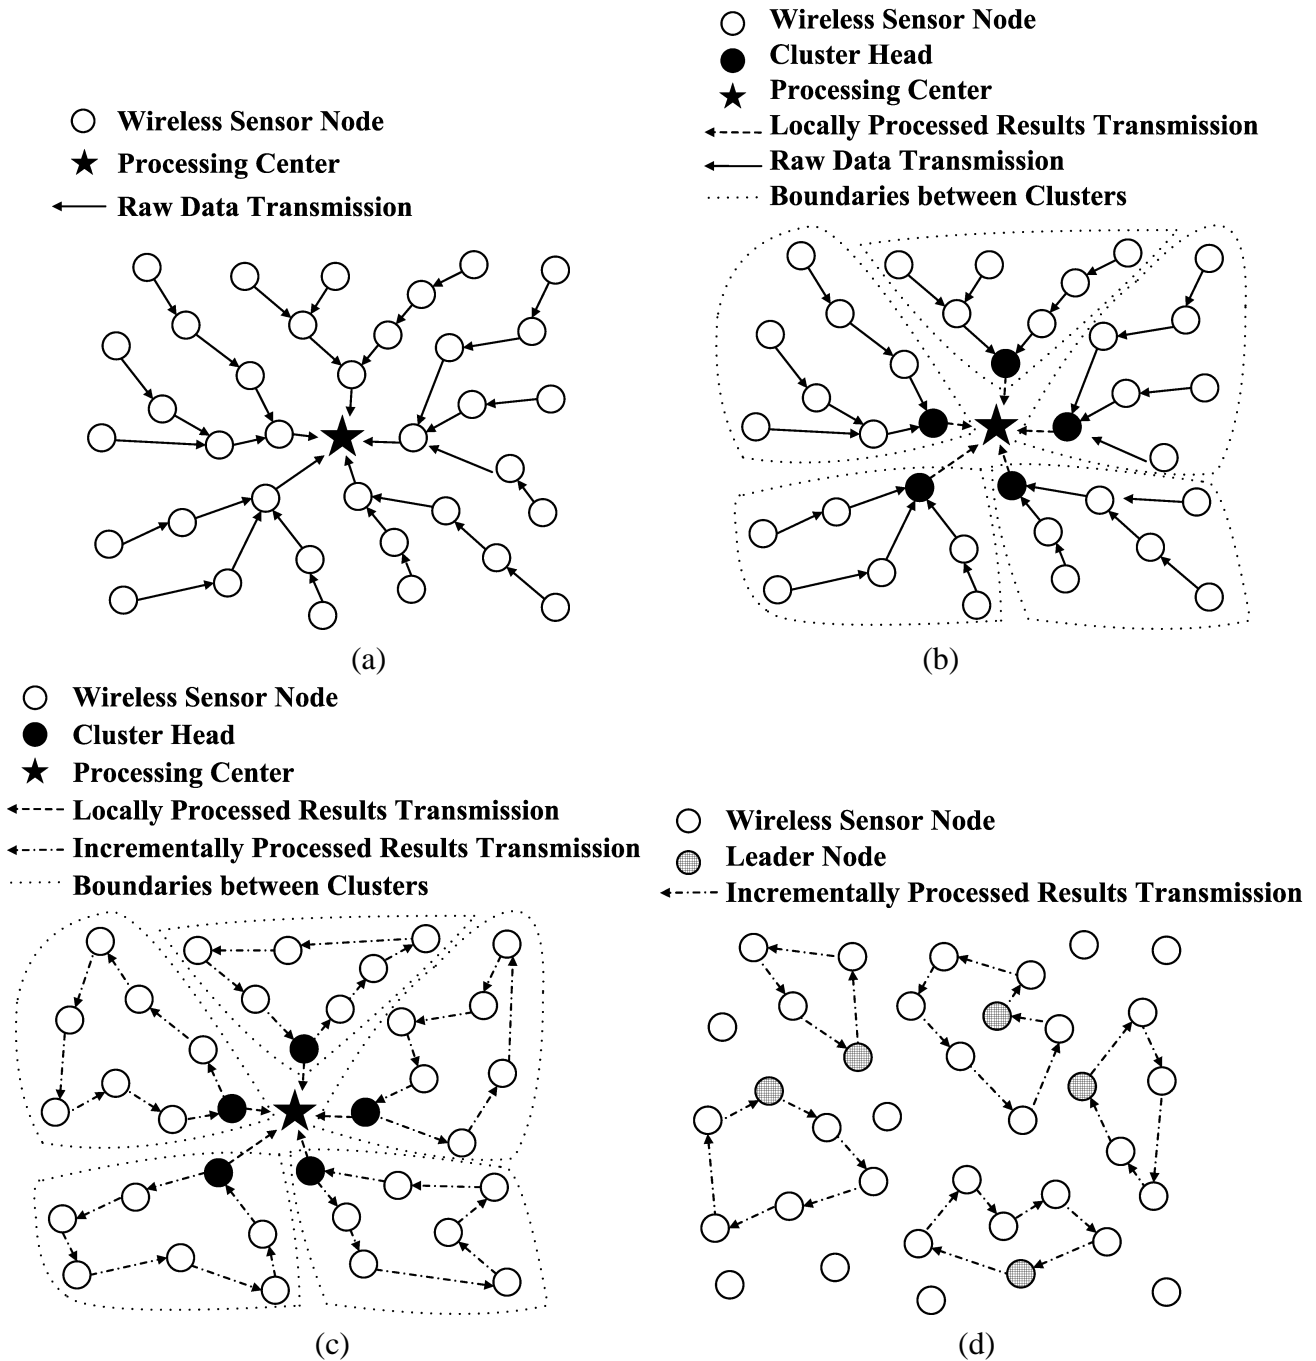 Wireless Sensor Node
Processing Center
Raw Data Transmission
(a)
Wireless Sensor Node
Cluster Head
Processing Center
Locally Processed Results Transmission
Raw Data Transmission
Boundaries between Clusters
(b)
Wireless Sensor Node
Cluster Head
Processing Center
Locally Processed Results Transmission
Incrementally Processed Results Transmission
Boundaries between Clusters
(c)
Wireless Sensor Node
Leader Node
Incrementally Processed Results Transmission
(d)